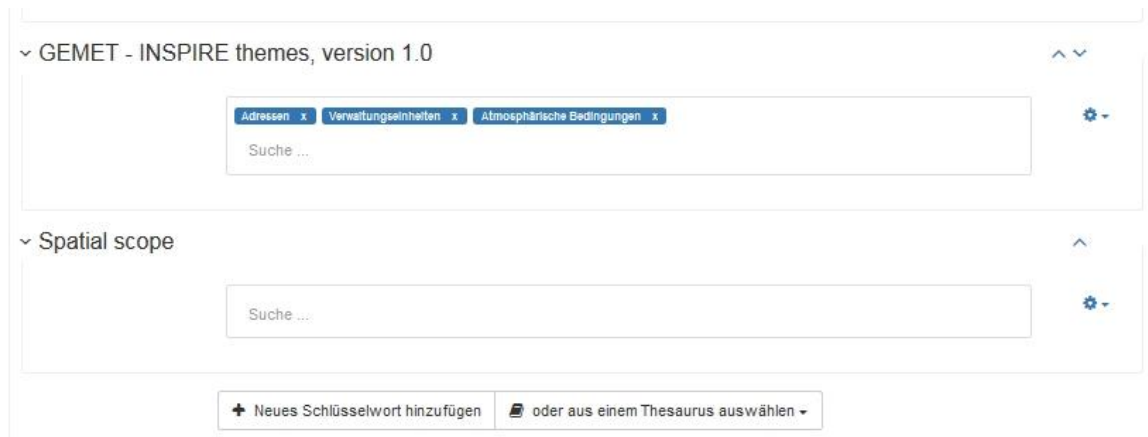 GEMET - INSPIRE themes, version 1.0
Adressen x Verwaltungseinheiten x Atmosphärische Bedingungen x
Suche ...
Spatial scope
Suche ...
Neues Schlüsselwort hinzufügen oder aus einem Thesaurus auswählen